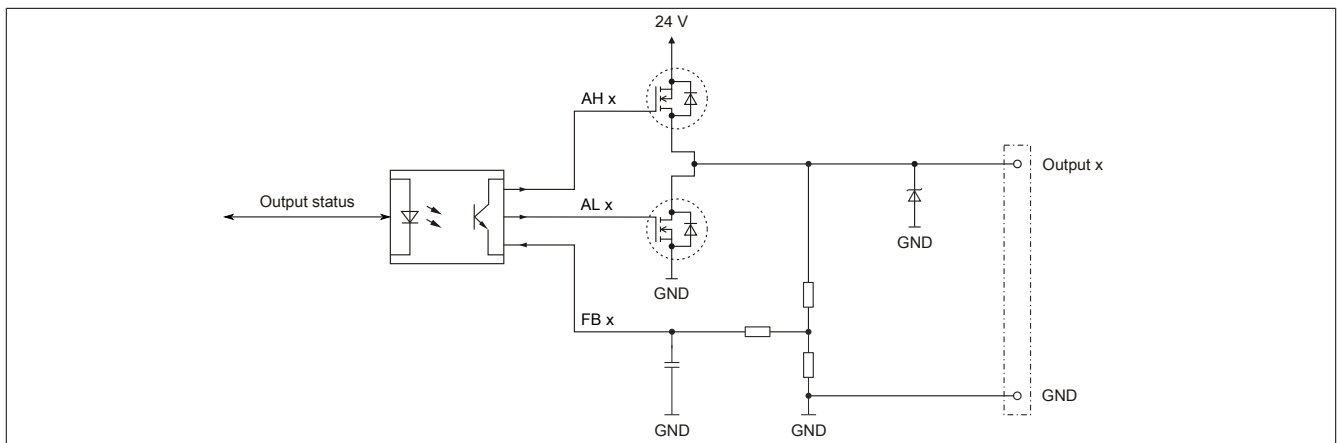 24 V
AH x
Output x
Output status
AL x
GND
GND
FB x
GND
GND
GND